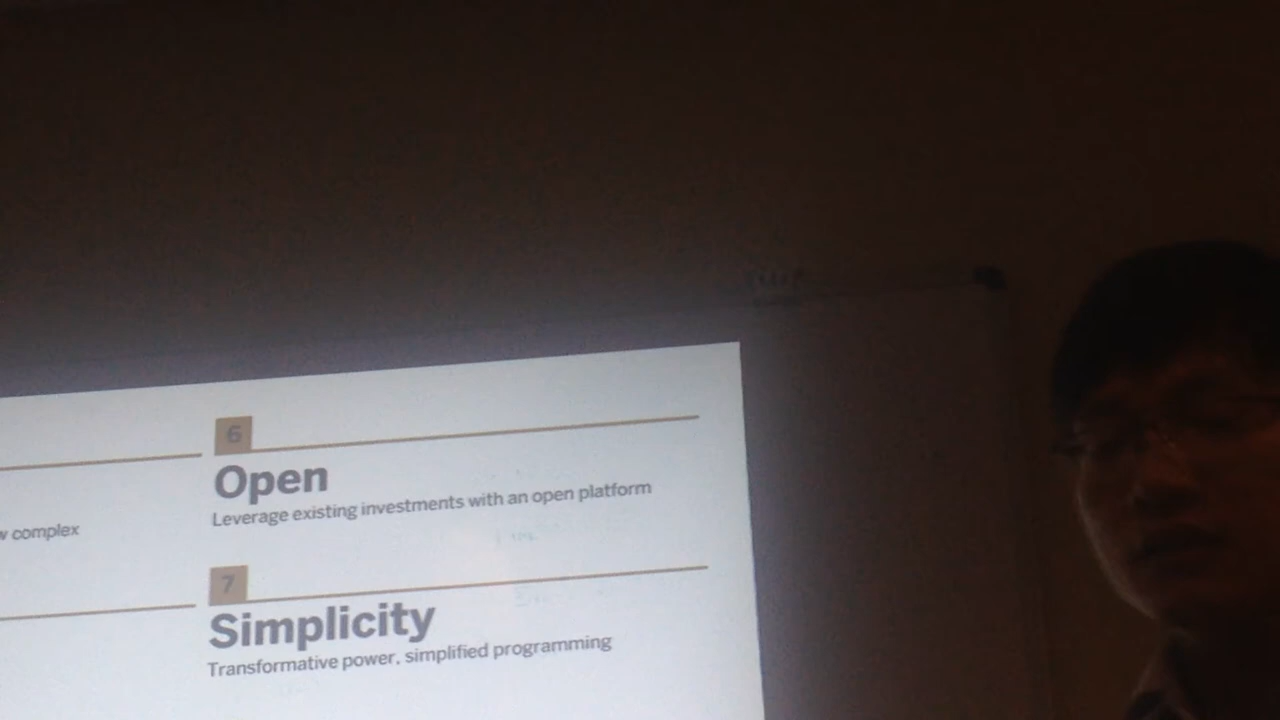 6
Open
Leverage existing investments with an open platform
complex
7
Simplicity
Transformative power, simplified programming